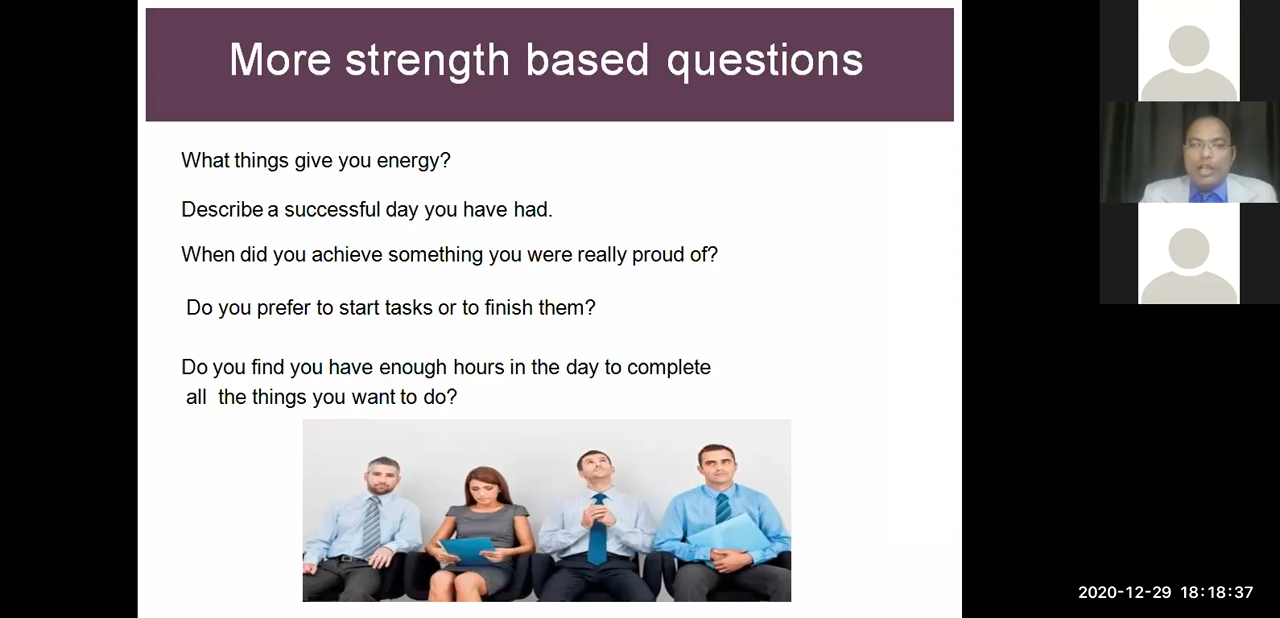 More strength based questions
What things give you energy?
Describe a successful day you have had.
When did you achieve something you were really proud of?
Do you prefer to start tasks or to finish them?
Do you find you have enough hours in the day to complete
all the things you want to do?
2020-12-29 18:18:37